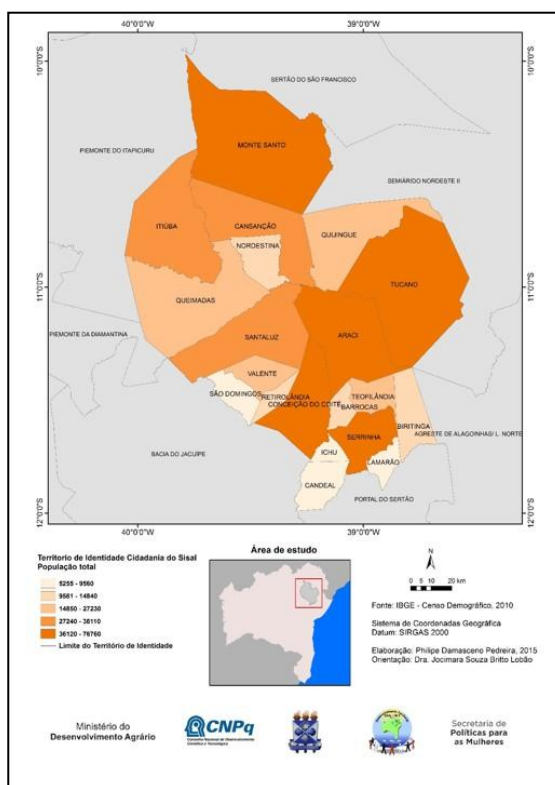 40°0'0"O
39°0'0"O
10°0'0"S
10°0'0"S
SERTÃO DO SÃO FRANCISCO
MONTE SANTO
PIEMONTE DO ITAPICURU
SEMIÁRIDO NORDESTE II
ITIÚBA
CANSANÇÃO
QUIJINGUE
NORDESTINA
TUCANO
11°0'0"S
11°0'0"S
QUEIMADAS
PIEMONTE DA DIAMANTINA
SANTALUZ
ARACI
VALENTE
SÃO DOMINGOS
RETIROLÂNDIA
TEOFILÂNDIA
CONCEIÇÃO DO COITÉ
BARROCAS
BIRITINGA
AGRESTE DE ALAGOINHAS/ L. NORTE
SERRINHA
BACIA DO JACUÍPE
ICHU
LAMARÃO
CANDEAL
PORTAL DO SERTÃO
12°0'0"S
12°0'0"S
40°0'0"O
39°0'0"O
Territorio de Identidade Cidadania do Sisal
População total
5255 - 9560
9561 - 14840
14850 - 27230
27240 - 38110
38120 - 76760
Limite do Território de Identidade
Área de estudo
N
0 5 10 20 km
Fonte: IBGE - Censo Demográfico, 2010
Sistema de Coordenadas Geográfica
Datum: SIRGAS 2000
Elaboração: Philipe Damasceno Pedreira, 2015
Orientação: Dra. Jocimara Souza Britto Lobão
Ministério do
Desenvolvimento Agrário
CNPq
Conselho Nacional de Desenvolvimento
Científico e Tecnológico
Secretaria de
Políticas para
as Mulheres